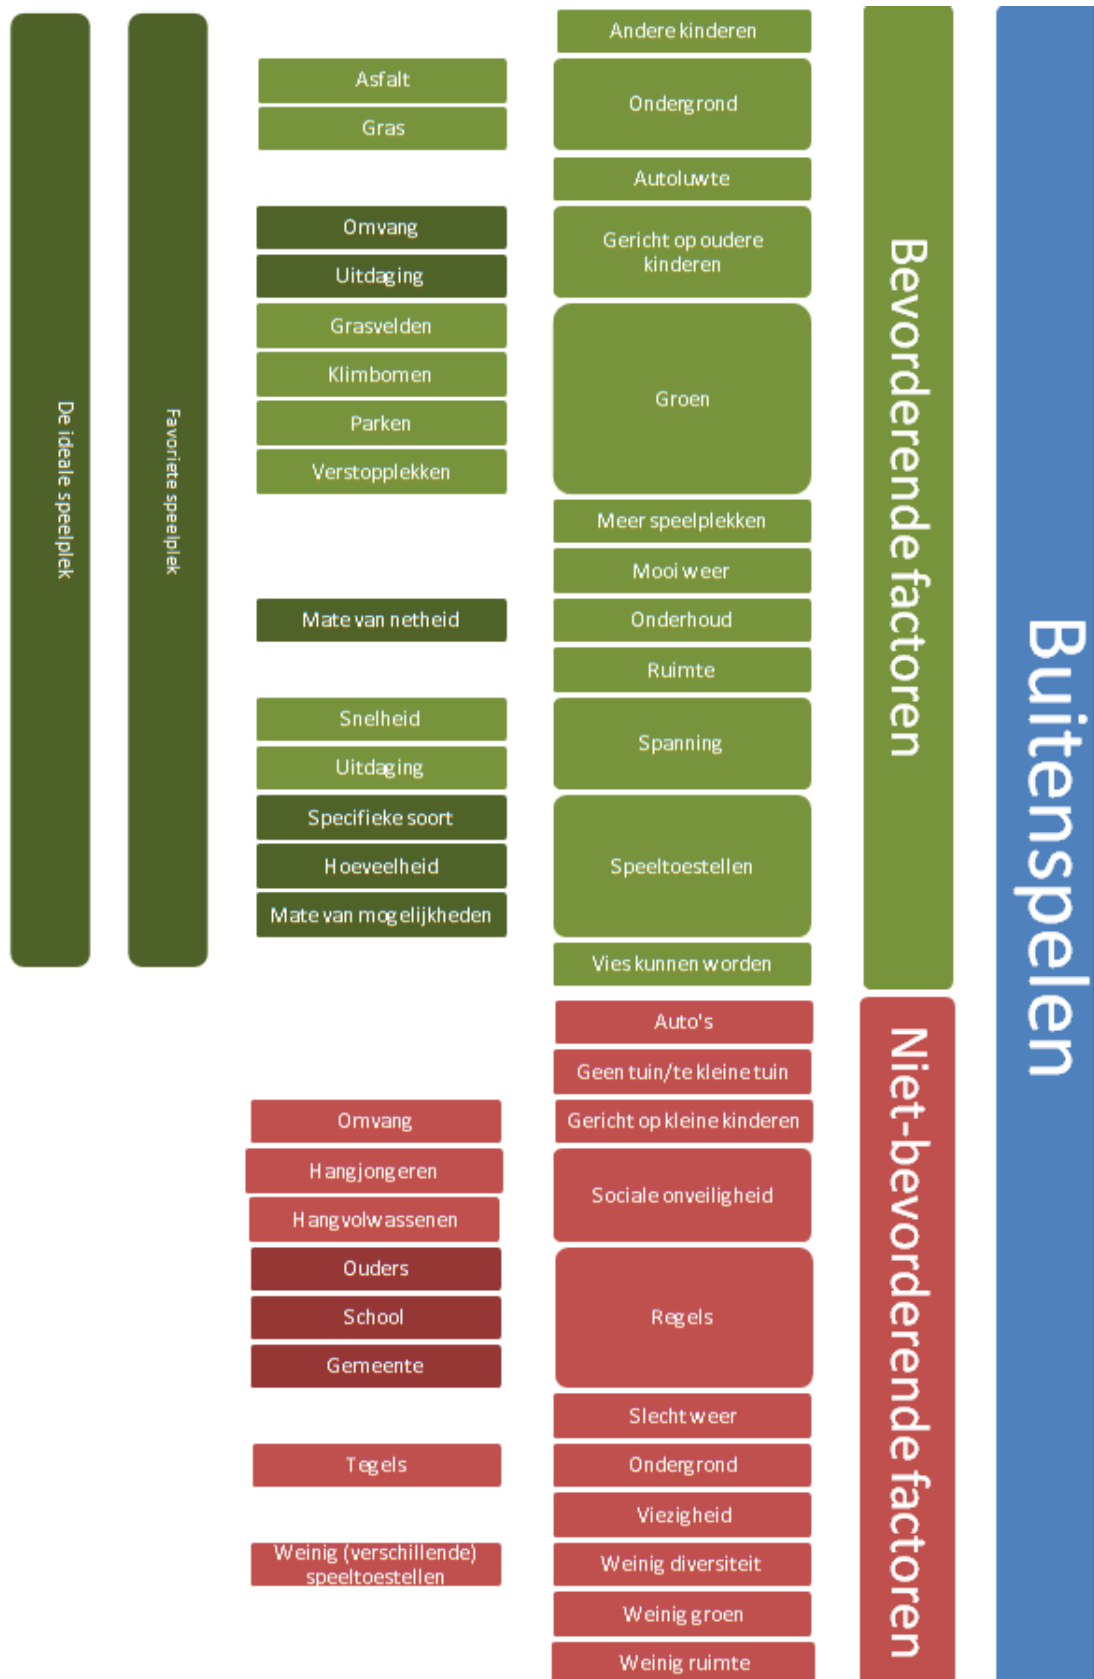 Buitenspelen
Bevorderende factoren
Andere kinderen
Ondergrond
Asfalt
Gras
Autoluwte
Gericht op oudere
kinderen
Omvang
Uitdaging
Groen
Grasvelden
Klimbomen
Parken
Verstopplekken
Meer speelplekken
Mooi weer
Onderhoud
Mate van netheid
Ruimte
Spanning
Snelheid
Uitdaging
Speeltoestellen
Specifieke soort
Hoeveelheid
Mate van mogelijkheden
Vies kunnen worden
Favoriete speelplek
De ideale speelplek
Niet-bevorderende factoren
Auto's
Geen tuin/te kleine tuin
Gericht op kleine kinderen
Omvang
Sociale onveiligheid
Hangjongeren
Hangvolwassenen
Regels
Ouders
School
Gemeente
Slecht weer
Ondergrond
Tegels
Viezigheid
Weinig diversiteit
Weinig (verschillende)
speeltoestellen
Weinig groen
Weinig ruimte